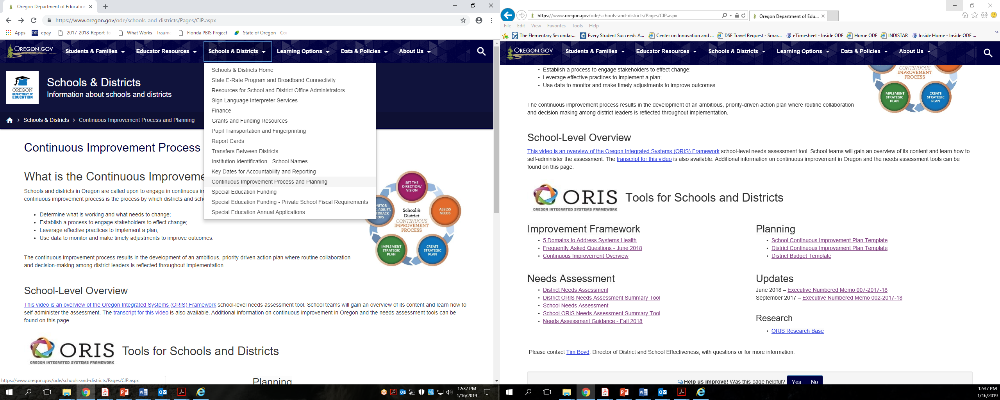 Oregon Department of Education
https://www.oregon.gov/ode/schools-and-districts/Pages/CIP.aspx
Apps
OR epay
2017-2018_Report_to
What Works - Trauma
Florida PBIS Project
State of Oregon - Co
OREGON.GOV
Students & Families
Educator Resources
Schools & Districts
Learning Options
Data & Policies
About Us
OREGON
DEPARTMENT OF
EDUCATION
Schools & Districts
Information about schools and districts
Schools & Districts > Continuous Improvement Process and Planning
Schools & Districts Home
State E-Rate Program and Broadband Connectivity
Resources for School and District Office Administrators
Sign Language Interpreter Services
Finance
Grants and Funding Resources
Pupil Transportation and Fingerprinting
Report Cards
Transfers Between Districts
Institution Identification - School Names
Key Dates for Accountability and Reporting
Continuous Improvement Process and Planning
Special Education Funding
Special Education Funding - Private School Fiscal Requirements
Special Education Annual Applications
Continuous Improvement Process
What is the Continuous Improveme
Schools and districts in Oregon are called upon to engage in continuous im
continuous improvement process is the process by which districts and scho
• Determine what is working and what needs to change;
• Establish a process to engage stakeholders to effect change;
• Leverage effective practices to implement a plan;
• Use data to monitor and make timely adjustments to improve outcomes.
SET THE
DIRECTION/
VISION
ASSESS
NEEDS
CREATE
STRATEGIC
PLAN
IMPLEMENT
STRATEGIC
PLAN
NITOR
, ADJUST,
EDBACK
OOPS
School &
District
CONTINUOUS
IMPROVEMENT
PROCESS
The continuous improvement process results in the development of an ambitious, priority-driven action plan where routine collaboration
and decision-making among district leaders is reflected throughout implementation.
School-Level Overview
This video is an overview of the Oregon Integrated Systems (ORIS) Framework school-level needs assessment tool. School teams will gain an overview of its content and learn how to
self-administer the assessment. The transcript for this video is also available. Additional information on continuous improvement in Oregon and the needs assessment tools can be
found on this page.
ORIS
OREGON INTEGRATED SYSTEMS FRAMEWORK
Tools for Schools and Districts
Planning
https://www.oregon.gov/ode/schools-and-districts/Pages/CIP.aspx
12:37 PM
1/16/2019
https://www.oregon.gov/ode/schools-and-districts/Pages/CIP.aspx
Oregon Department of Edu...
File Edit View Favorites Tools Help
The Elementary Secondar...
Every Student Succeeds A...
Center on Innovation and ...
DSE Travel Request - Smar...
eTimesheet - Inside ODE
Home ODE
INDISTAR
Inside Home - Inside ODE ...
OREGON.GOV
Students & Families
Educator Resources
Schools & Districts
Learning Options
Data & Policies
About Us
• Establish a process to engage stakeholders to effect change;
• Leverage effective practices to implement a plan;
• Use data to monitor and make timely adjustments to improve outcomes.
CONTINUOUS
IMPROVEMENT
PROCESS
IMPLEMENT
STRATEGIC
PLAN
CREATE
STRATEGIC
PLAN
The continuous improvement process results in the development of an ambitious, priority-driven action plan where routine collaboration
and decision-making among district leaders is reflected throughout implementation.
School-Level Overview
This video is an overview of the Oregon Integrated Systems (ORIS) Framework school-level needs assessment tool. School teams will gain an overview of its content and learn how to
self-administer the assessment. The transcript for this video is also available. Additional information on continuous improvement in Oregon and the needs assessment tools can be
found on this page.
ORIS
OREGON INTEGRATED SYSTEMS FRAMEWORK
Tools for Schools and Districts
Improvement Framework
• 5 Domains to Address Systems Health
• Frequently Asked Questions - June 2018
• Continuous Improvement Overview
Planning
• School Continuous Improvement Plan Template
• District Continuous Improvement Plan Template
• District Budget Template
Needs Assessment
• District Needs Assessment
• District ORIS Needs Assessment Summary Tool
• School Needs Assessment
• School ORIS Needs Assessment Summary Tool
• Needs Assessment Guidance - Fall 2018
Updates
June 2018 – Executive Numbered Memo 007-2017-18
September 2017 – Executive Numbered Memo 002-2017-18
Research
• ORIS Research Base
Please contact Tim Boyd, Director of District and School Effectiveness, with questions or for more information.
Help us improve! Was this page helpful? Yes No
12:37 PM
1/16/2019